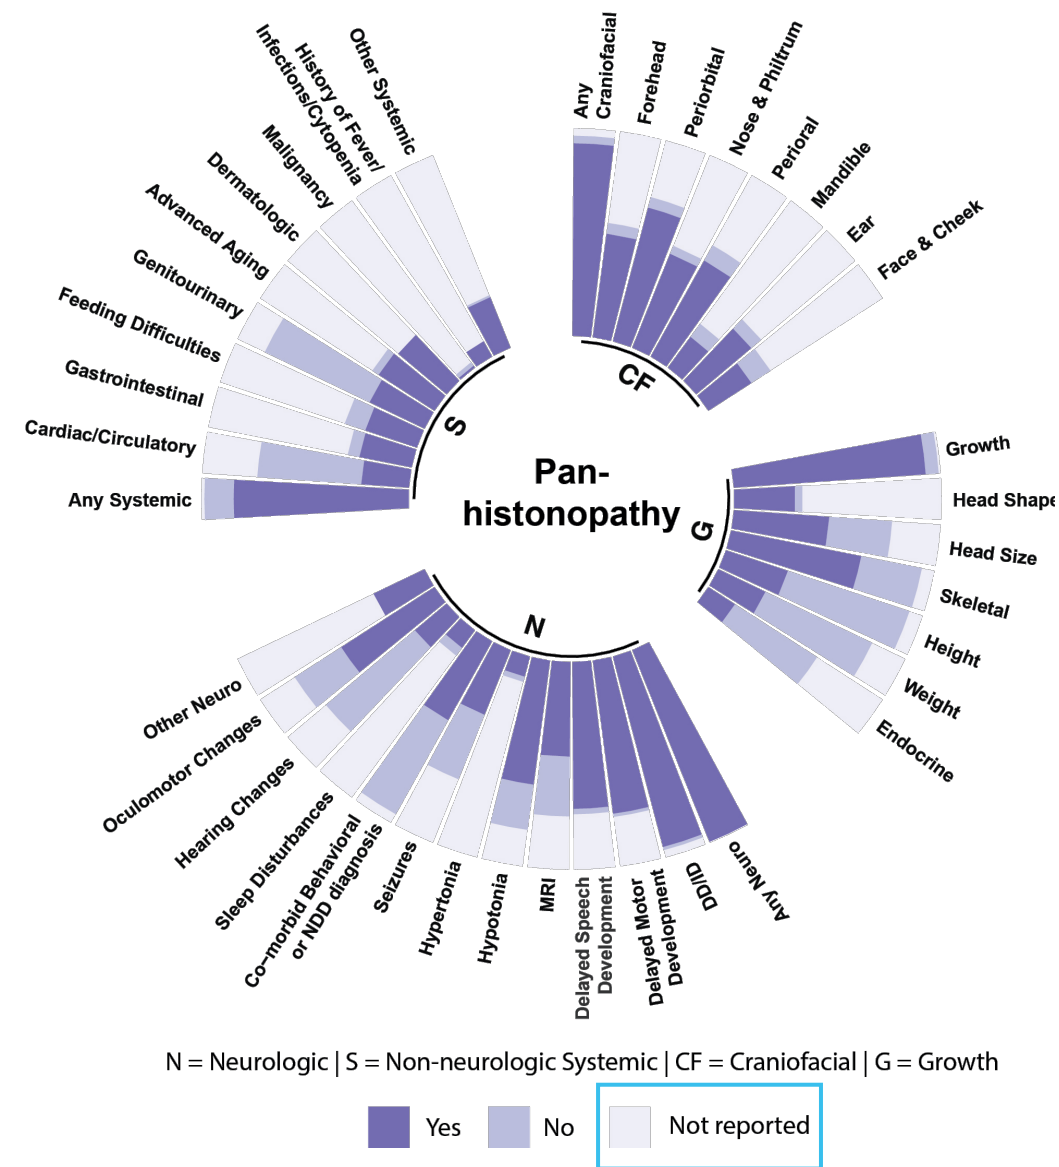 Any
Craniofacial
Forehead
Periorbital
Nose & Philtrum
Perioral
Mandible
Ear
Face & Cheek
CF
Other Systemic
History of Fever/
Infections/Cytopenia
Malignancy
Dermatologic
Advanced Aging
Genitourinary
Feeding Difficulties
Gastrointestinal
Cardiac/Circulatory
Any Systemic
S
Pan-
histonopathy
Growth
Head Shape
Head Size
Skeletal
Height
Weight
Endocrine
G
N
Other Neuro
Oculomotor Changes
Hearing Changes
Sleep Disturbances
Co-morbid Behavioral
or NDD diagnosis
Seizures
Hypertonia
Hypotonia
MRI
Delayed Speech
Development
Delayed Motor
Development
DD/ID
Any Neuro
N = Neurologic | S = Non-neurologic Systemic | CF = Craniofacial | G = Growth
Yes
No
Not reported